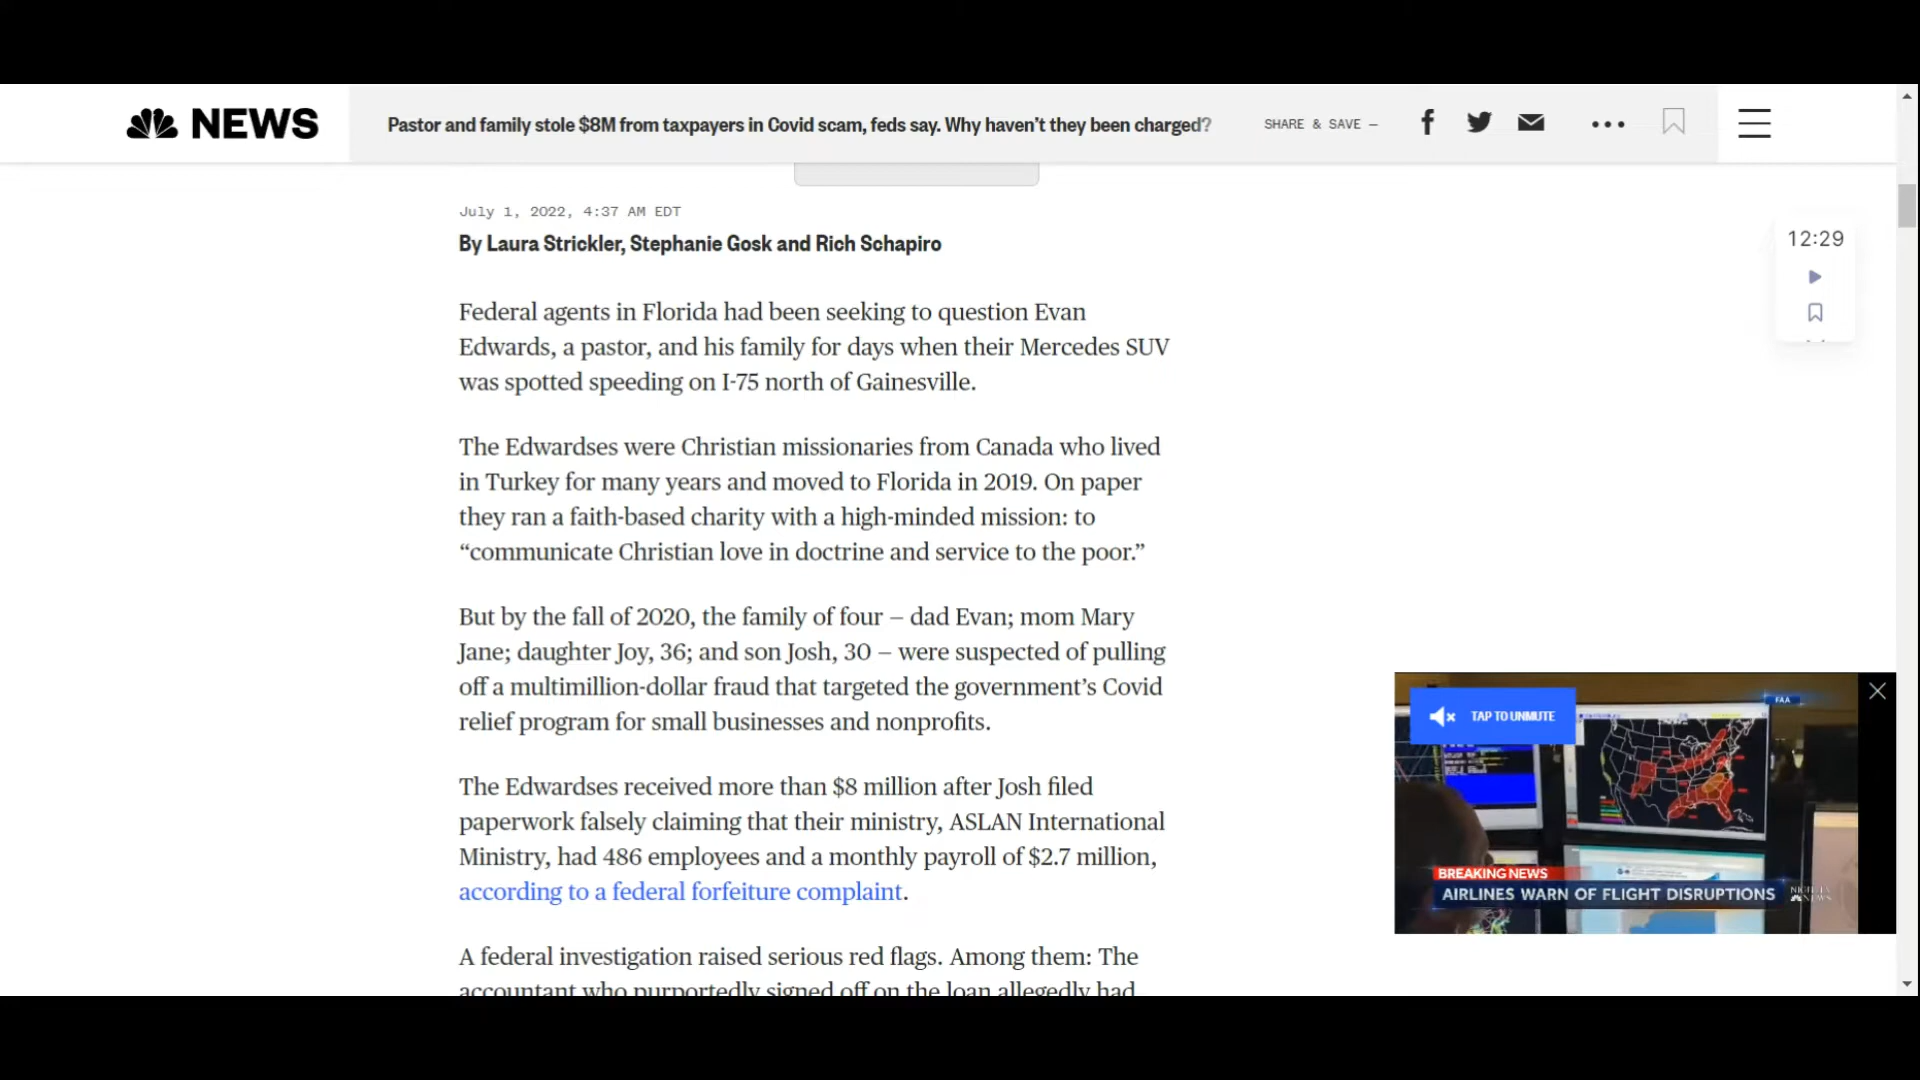 NEWS
Pastor and family stole $8M from taxpayers in Covid scam, feds say. Why haven't they been charged?
SHARE & SAVE —
July 1, 2022, 4:37 AM EDT
By Laura Strickler, Stephanie Gosk and Rich Schapiro
12:29
Federal agents in Florida had been seeking to question Evan
Edwards, a pastor, and his family for days when their Mercedes SUV
was spotted speeding on I-75 north of Gainesville.
The Edwardses were Christian missionaries from Canada who lived
in Turkey for many years and moved to Florida in 2019. On paper
they ran a faith-based charity with a high-minded mission: to
“communicate Christian love in doctrine and service to the poor.”
But by the fall of 2020, the family of four — dad Evan; mom Mary
Jane; daughter Joy, 36; and son Josh, 30 — were suspected of pulling
off a multimillion-dollar fraud that targeted the government’s Covid
relief program for small businesses and nonprofits.
The Edwardses received more than $8 million after Josh filed
paperwork falsely claiming that their ministry, ASLAN International
Ministry, had 486 employees and a monthly payroll of $2.7 million,
according to a federal forfeiture complaint.
A federal investigation raised serious red flags. Among them: The
accountant who purportedly signed off on the loan allegedly had
TAP TO UNMUTE
FAA
BREAKING NEWS
AIRLINES WARN OF FLIGHT DISRUPTIONS
NIGHTLY
NEWS